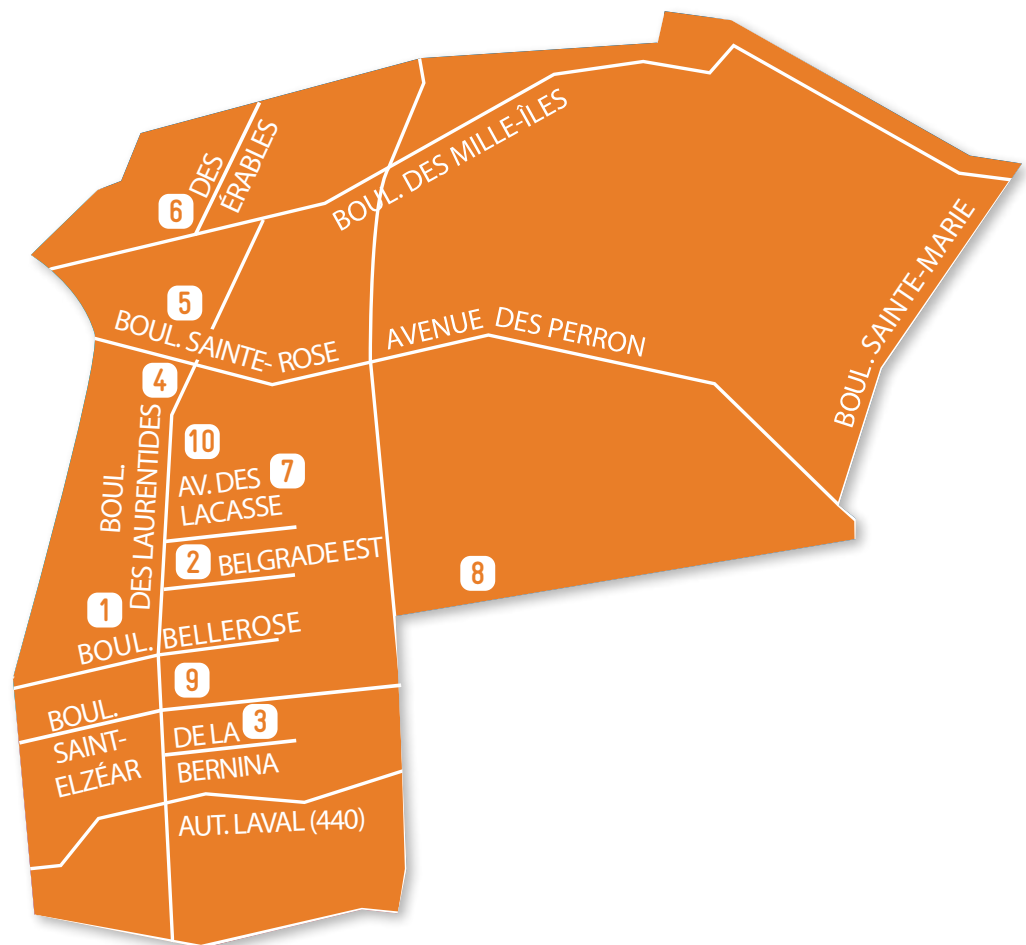 BOUL. DES MILLE-ÎLES
DES
ÉRABLES
6
BOUL. SAINTE-MARIE
5
BOUL. SAINTE- ROSE
AVENUE DES PERRON
4
BOUL.
DES LAURENTIDES
10
AV. DES
LACASSE
7
2
BELGRADE EST
8
1
BOUL. BELLEROSE
9
BOUL.
SAINT-
ELZÉAR
DE LA
BERNINA
3
AUT. LAVAL (440)